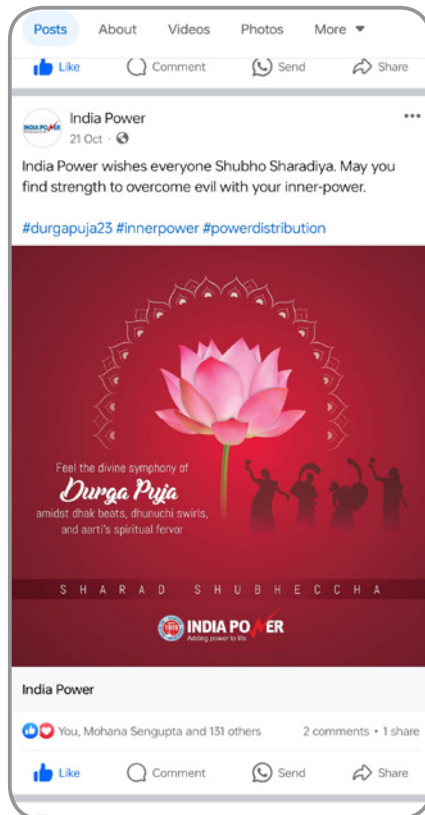 Posts About Videos Photos More
Like Comment Send Share
INDIA POWER
India Power
21 Oct ·
India Power wishes everyone Shubho Sharadiya. May you
find strength to overcome evil with your inner-power.
#durgapuja23 #innerpower #powerdistribution
Feel the divine symphony of
Durga Puja
amidst dhak beats, dhunuchi swirls,
and aarti's spiritual fervor
SHARAD SHUBHECCHA
1919 INDIA POWER
Adding power to life
India Power
You, Mohana Sengupta and 131 others 2 comments • 1 share
Like Comment Send Share